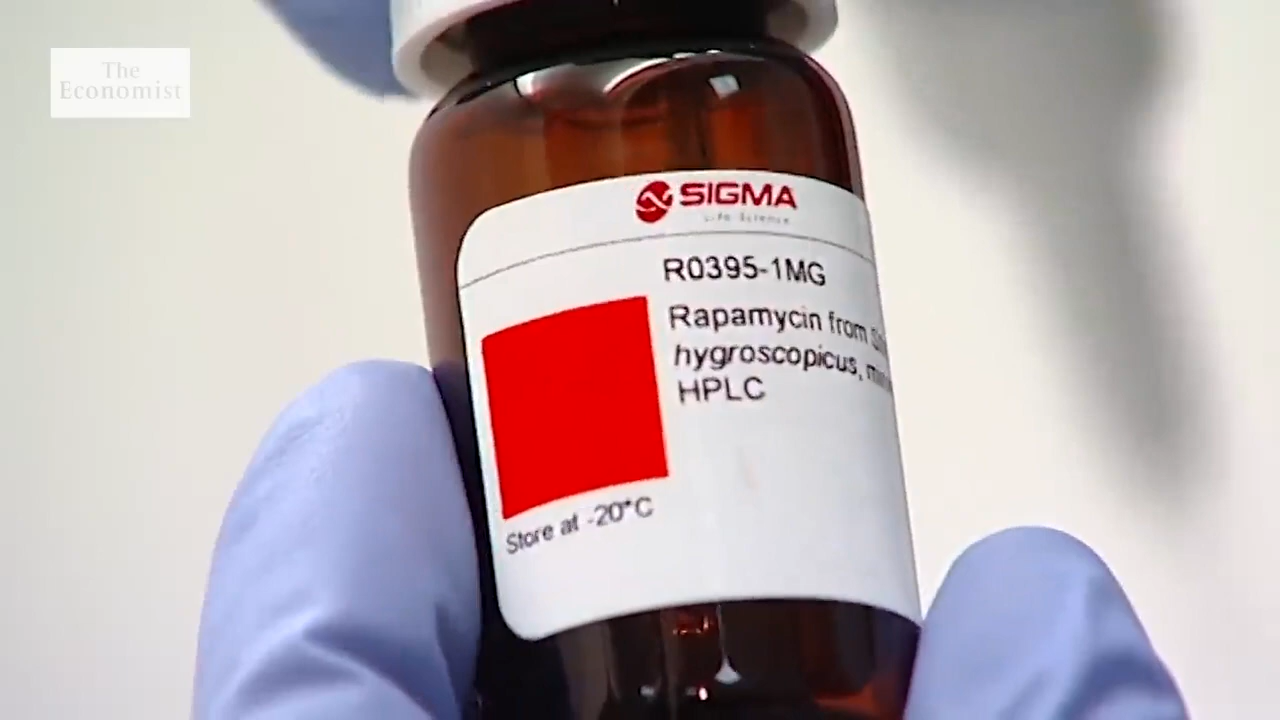 The
Economist
SIGMA
Life Science
R0395-1MG
Rapamycin from
hygroscopicus,
HPLC
Store at -20°C